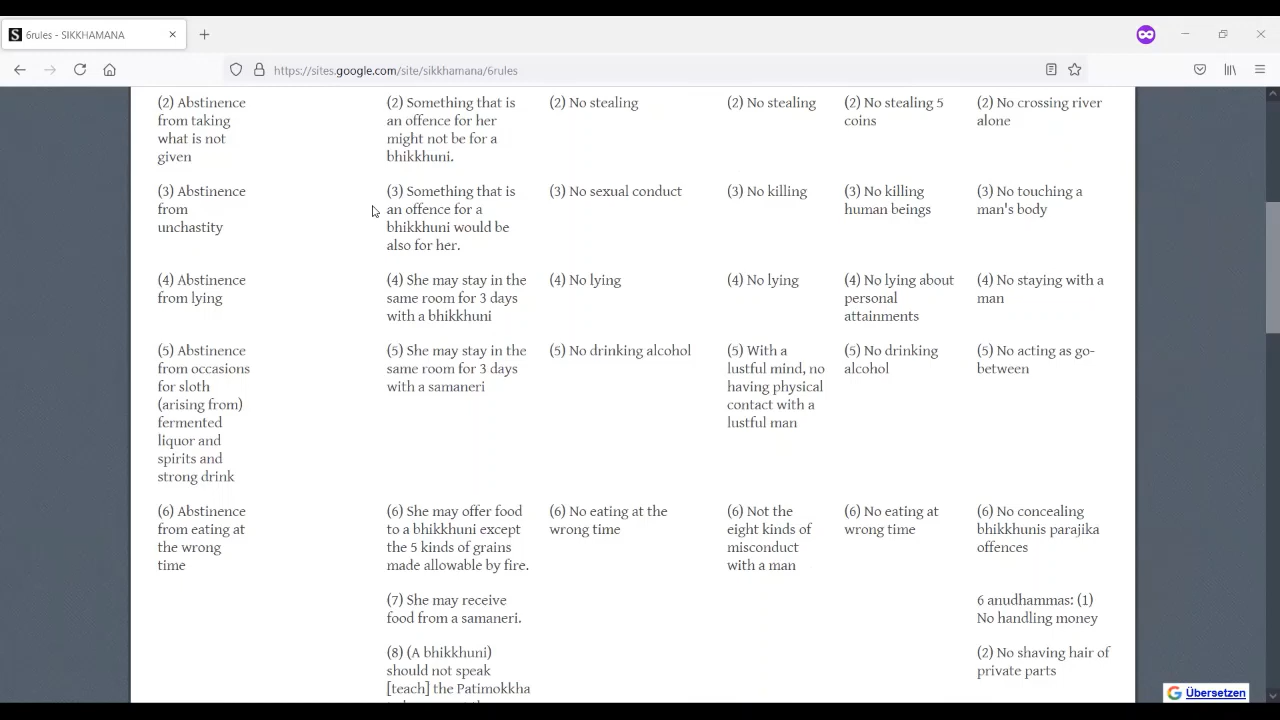 6rules - SIKKHAMANA
https://sites.google.com/site/sikkhamana/6rules
(2) Abstinence
from taking
what is not
given
(2) Something that is
an offence for her
might not be for a
bhikkhuni.
(2) No stealing
(2) No stealing
(2) No stealing 5
coins
(2) No crossing river
alone
(3) Abstinence
from
unchastity
(3) Something that is
an offence for a
bhikkhuni would be
also for her.
(3) No sexual conduct
(3) No killing
(3) No killing
human beings
(3) No touching a
man's body
(4) Abstinence
from lying
(4) She may stay in the
same room for 3 days
with a bhikkhuni
(4) No lying
(4) No lying
(4) No lying about
personal
attainments
(4) No staying with a
man
(5) Abstinence
from occasions
for sloth
(arising from)
fermented
liquor and
spirits and
strong drink
(5) She may stay in the
same room for 3 days
with a samaneri
(5) No drinking alcohol
(5) With a
lustful mind, no
having physical
contact with a
lustful man
(5) No drinking
alcohol
(5) No acting as go-
between
(6) Abstinence
from eating at
the wrong
time
(6) She may offer food
to a bhikkhuni except
the 5 kinds of grains
made allowable by fire.
(6) No eating at the
wrong time
(6) Not the
eight kinds of
misconduct
with a man
(6) No eating at
wrong time
(6) No concealing
bhikkhunis parajika
offences
(7) She may receive
food from a samaneri.
6 anudhammas: (1)
No handling money
(8) (A bhikkhuni)
should not speak
[teach] the Patimokkha
(2) No shaving hair of
private parts
Übersetzen